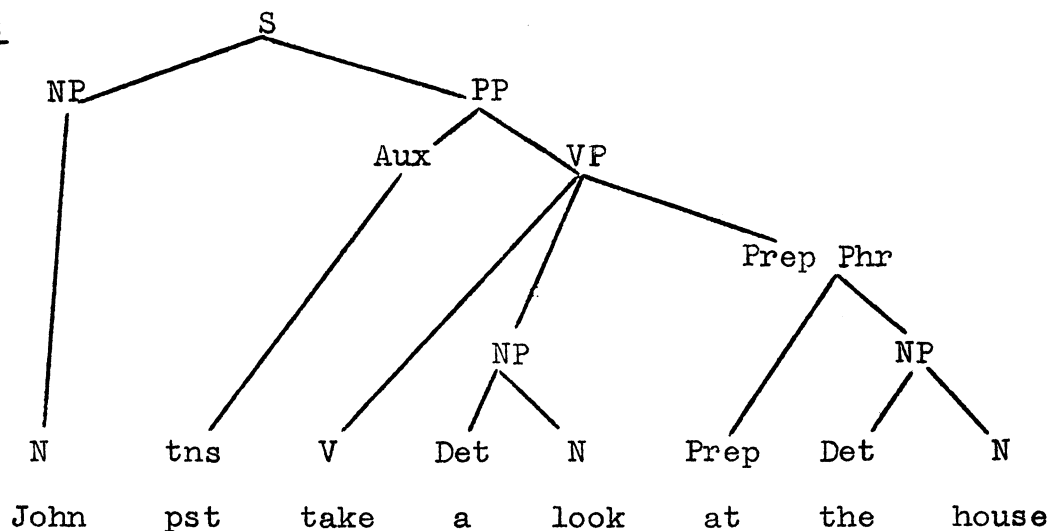 S
NP PP
Aux VP
Prep Phr
NP NP
N tns V Det N Prep Det N
John pst take a look at the house